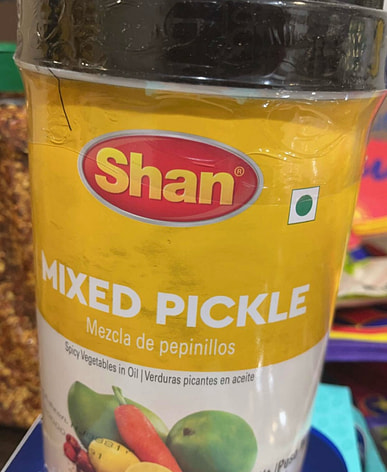 Shan®
MIXED PICKLE
Mezcla de pepinillos
Spicy Vegetables in Oil | Verduras picantes en aceite